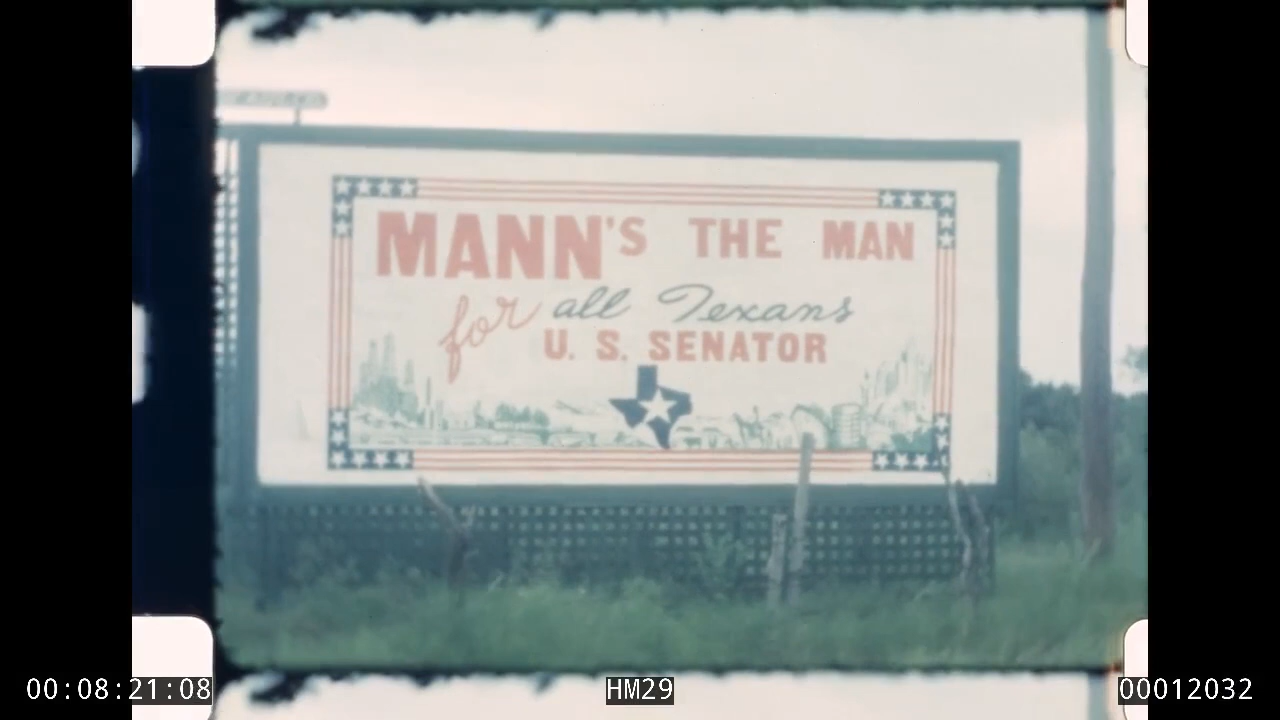 MANN'S THE MAN
for all Texans
U. S. SENATOR
00:08:21:08
HM29
00012032